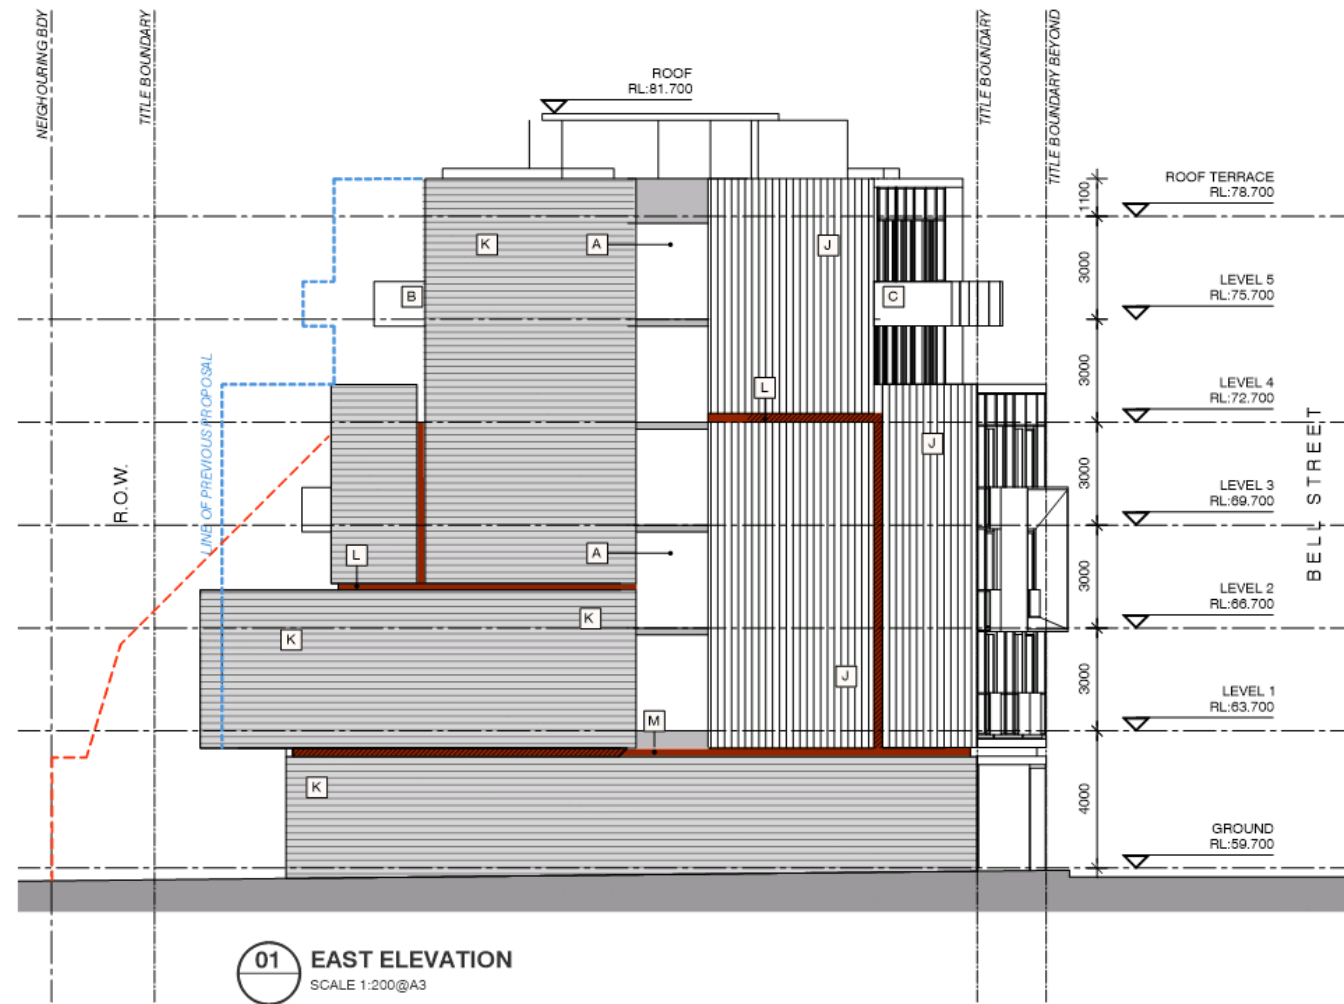 NEIGHOURING BDY
TITLE BOUNDARY
TITLE BOUNDARY
TITLE BOUNDARY BEYOND
ROOF
RL:81.700
ROOF TERRACE
RL:78.700
1100
K
A
J
3000
B
C
LEVEL 5
RL:75.700
3000
LINE OF PREVIOUS PROPOSAL
L
LEVEL 4
RL:72.700
J
3000
R.O.W.
LEVEL 3
RL:69.700
BELL STREET
L
A
3000
LEVEL 2
RL:66.700
K
K
J
3000
LEVEL 1
RL:63.700
M
K
4000
GROUND
RL:59.700
01
EAST ELEVATION
SCALE 1:200@A3